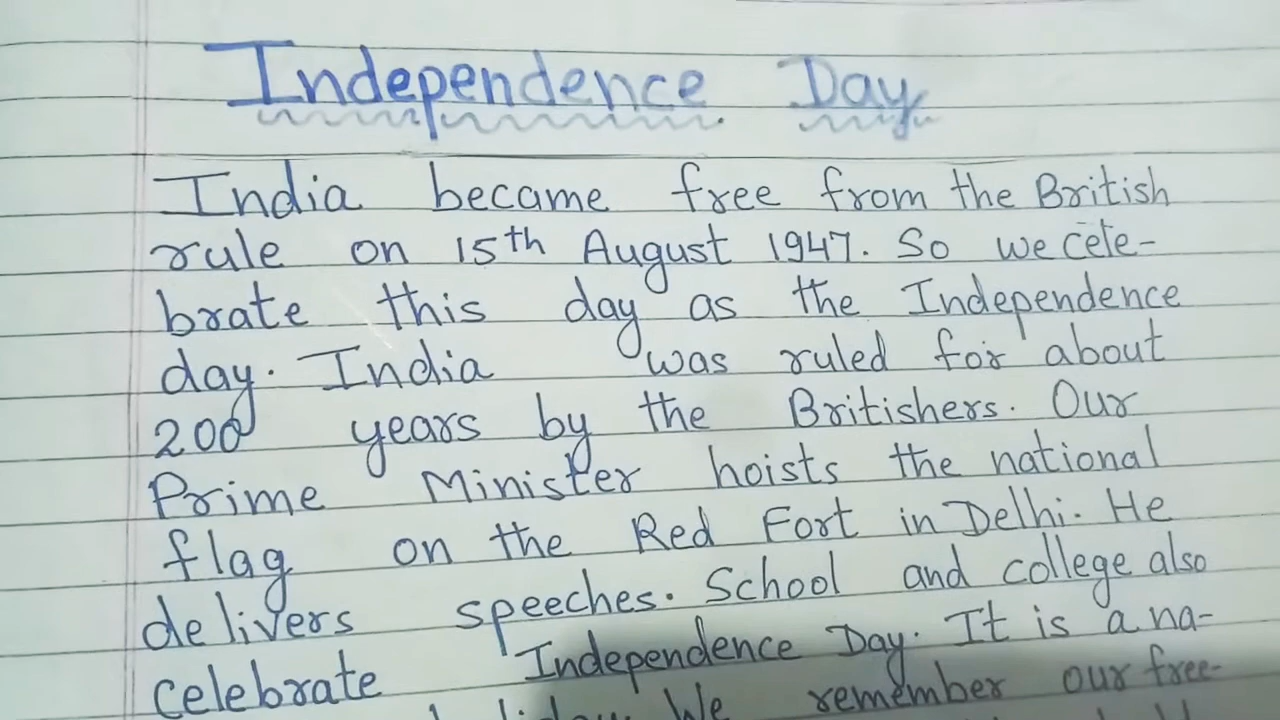 Independence Day
India became free from the British
rule on 15th August 1947. So we cele-
brate this day as the Independence
day. India was ruled for about
200 years by the Britishers. Our
Prime Minister hoists the national
flag on the Red Fort in Delhi. He
delivers speeches. School and college also
celebrate Independence Day. It is a na-
We remember our free-